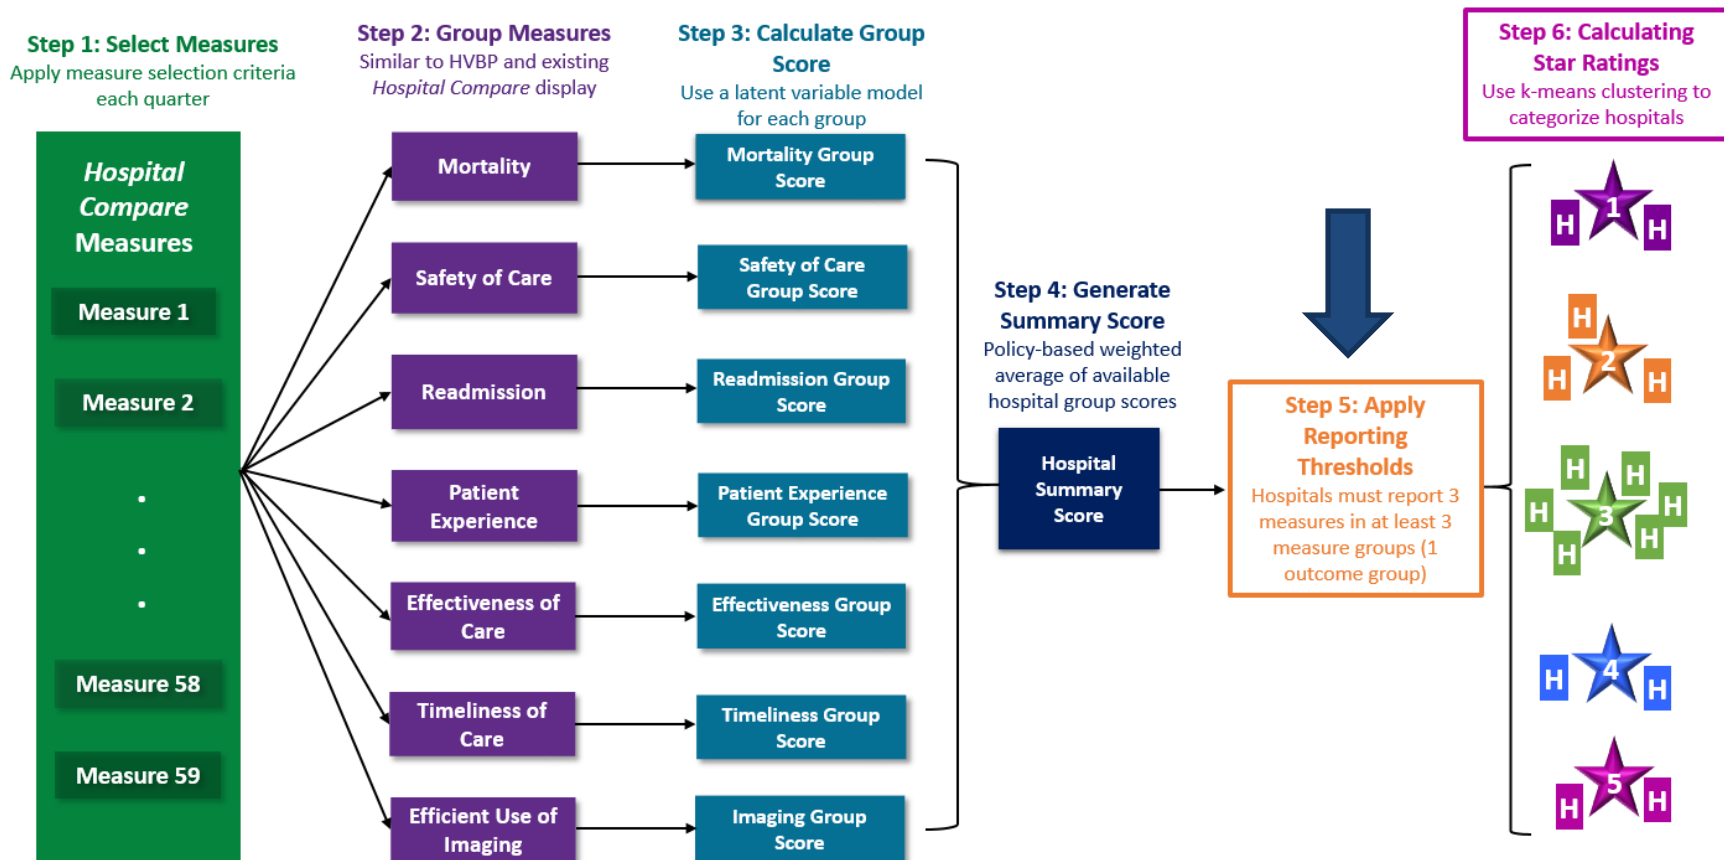 Step 1: Select Measures
Apply measure selection criteria
each quarter
Hospital
Compare
Measures
Measure 1
Measure 2
.
.
.
Measure 58
Measure 59
Step 2: Group Measures
Similar to HVBP and existing
Hospital Compare display
Mortality
Safety of Care
Readmission
Patient
Experience
Effectiveness of
Care
Timeliness of
Care
Efficient Use of
Imaging
Step 3: Calculate Group
Score
Use a latent variable model
for each group
Mortality Group
Score
Safety of Care
Group Score
Readmission Group
Score
Patient Experience
Group Score
Effectiveness Group
Score
Timeliness Group
Score
Imaging Group
Score
Step 4: Generate
Summary Score
Policy-based weighted
average of available
hospital group scores
Hospital
Summary
Score
Step 5: Apply
Reporting
Thresholds
Hospitals must report 3
measures in at least 3
measure groups (1
outcome group)
Step 6: Calculating
Star Ratings
Use k-means clustering to
categorize hospitals
H 1 H
H
H 2 H
H H
H 3 H
H H
H 4 H
H 5 H